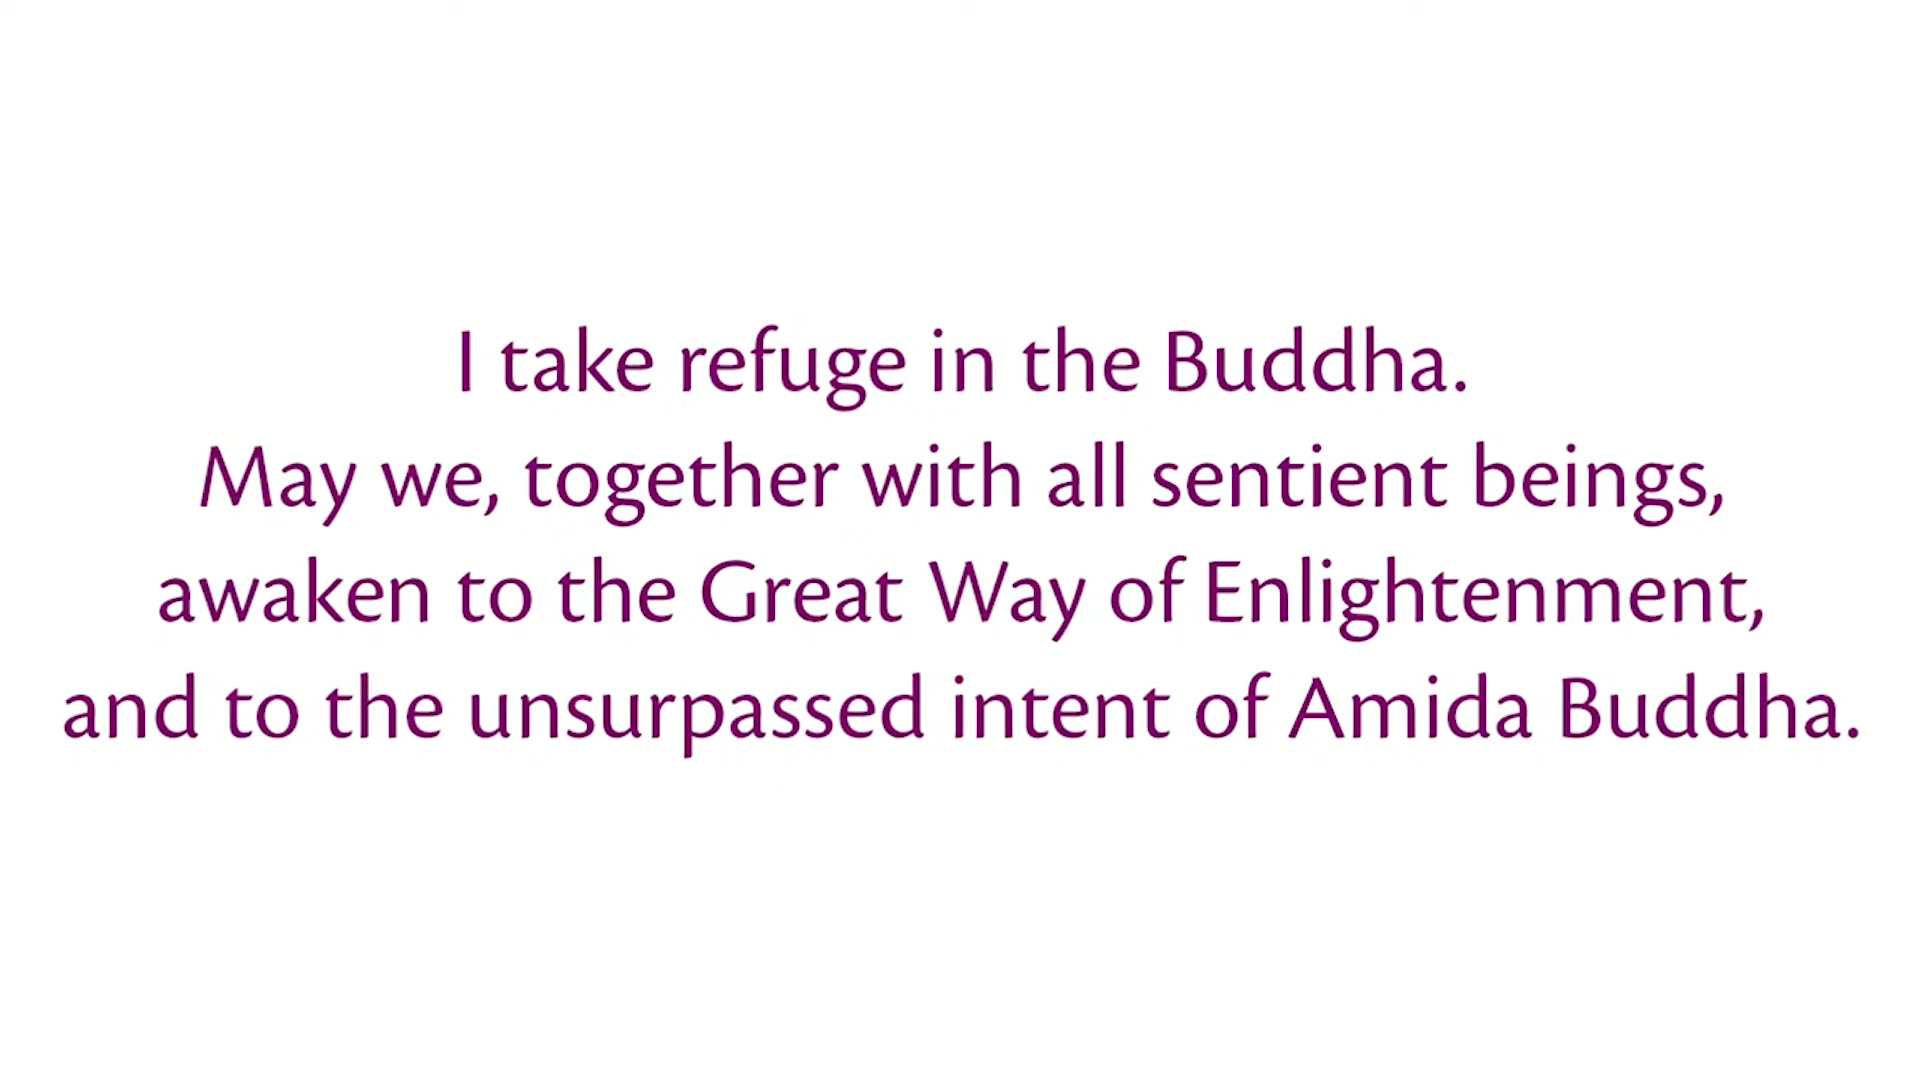 I take refuge in the Buddha.
May we, together with all sentient beings,
awaken to the Great Way of Enlightenment,
and to the unsurpassed intent of Amida Buddha.